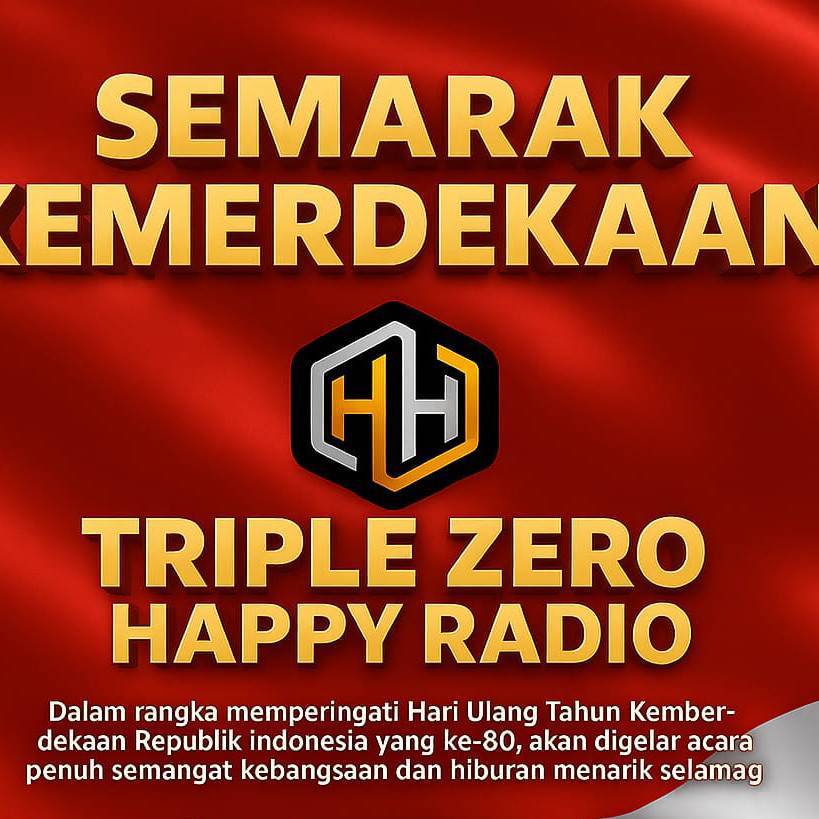 SEMARAK
KEMERDEKAAN
HH
TRIPLE ZERO
HAPPY RADIO
Dalam rangka memperingati Hari Ulang Tahun Kember-
dekaan Republik indonesia yang ke-80, akan digelar acara
penuh semangat kebangsaan dan hiburan menarik selamag